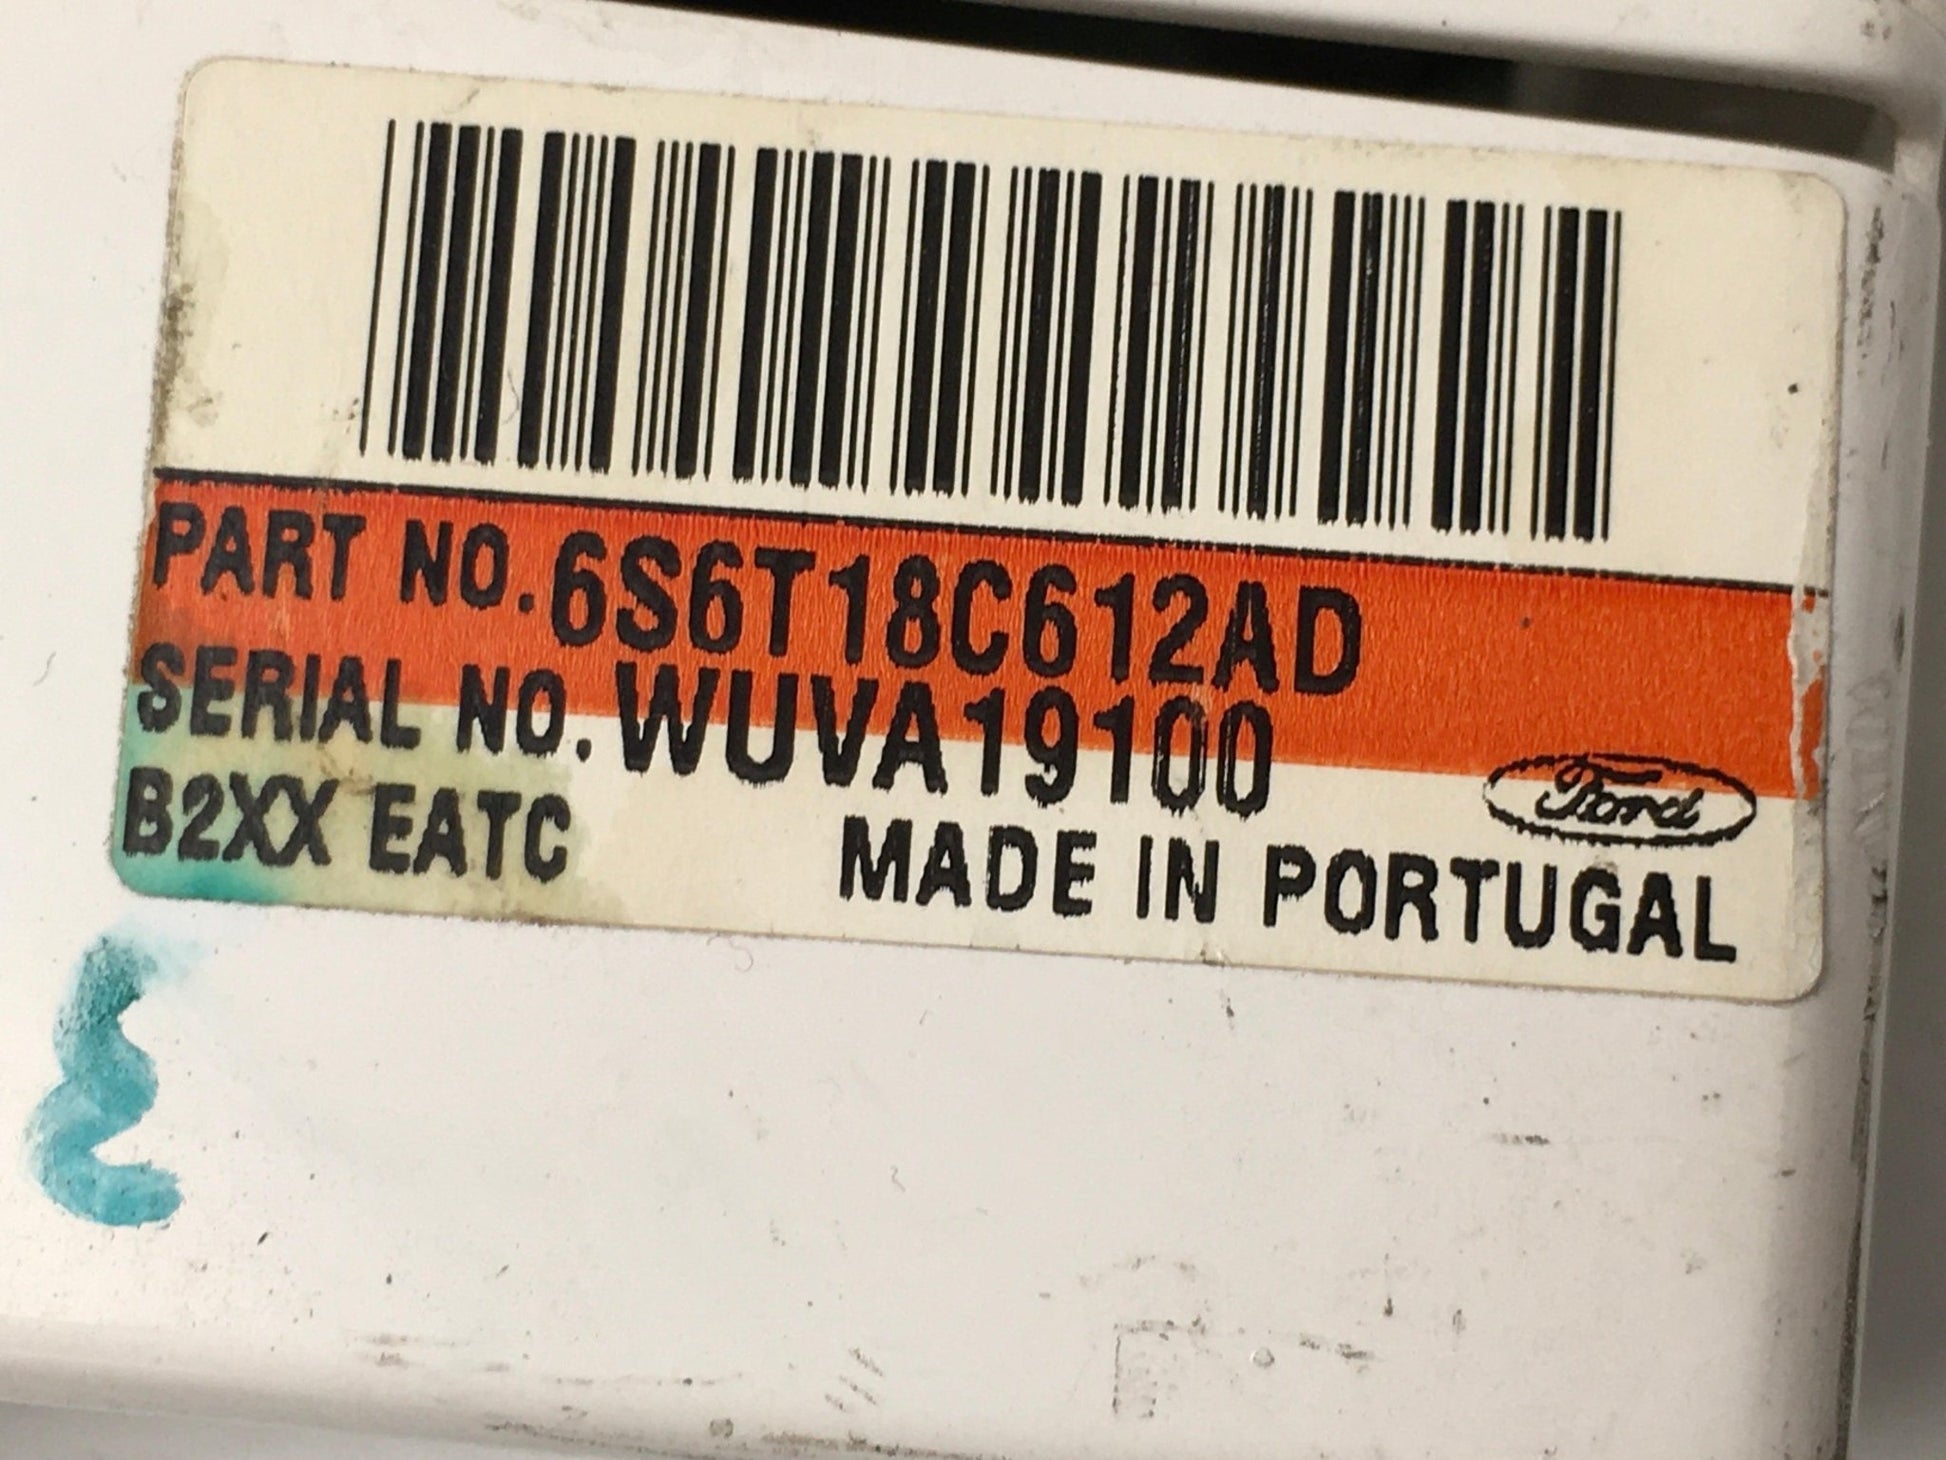 PART NO. 6S6T18C612AD
SERIAL NO. WUVA19100
Ford
B2XX EATC
MADE IN PORTUGAL